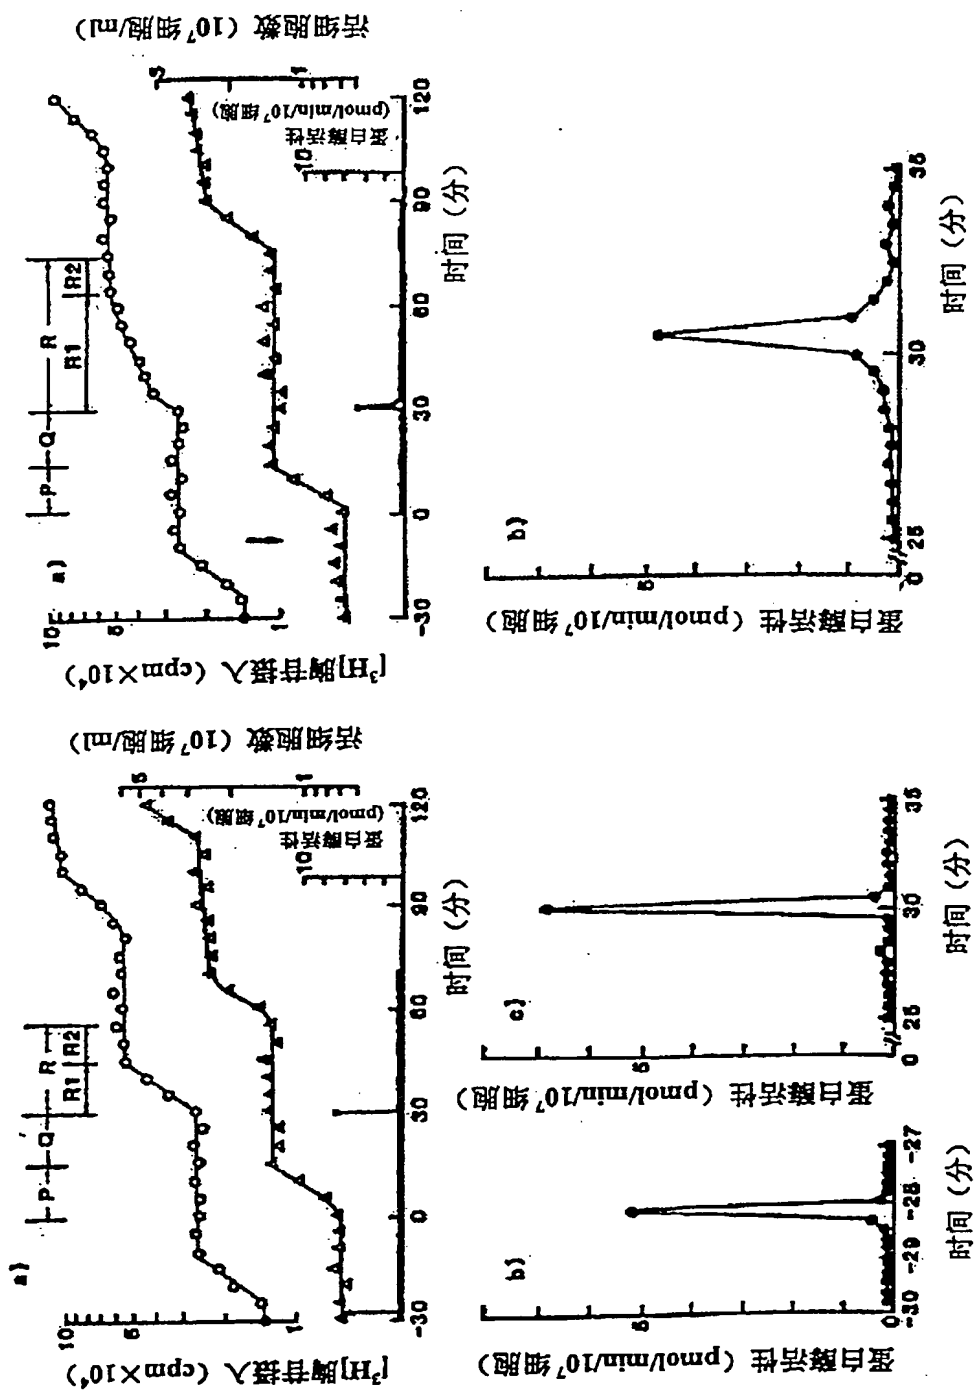 a)
P Q R
R1 R2
10
5
1
[³H]胸苷摄入（cpm×10⁴）
5
1
活细胞数（10⁷细胞/ml）
10
蛋白酶活性
(pmol/min/10⁷细胞)
-30 0 30 60 90 120
时间（分）
b)
5
0
蛋白酶活性（pmol/min/10⁷细胞）
-30 -29 -28 -27
时间（分）
c)
5
0
蛋白酶活性（pmol/min/10⁷细胞）
25 30 35
时间（分）
a)
P Q R
R1 R2
10
5
1
[³H]胸苷摄入（cpm×10⁴）
1
活细胞数（10⁷细胞/ml）
10
蛋白酶活性
(pmol/min/10⁷细胞)
-30 0 30 60 90 120
时间（分）
b)
5
0
蛋白酶活性（pmol/min/10⁷细胞）
25 30 35
时间（分）